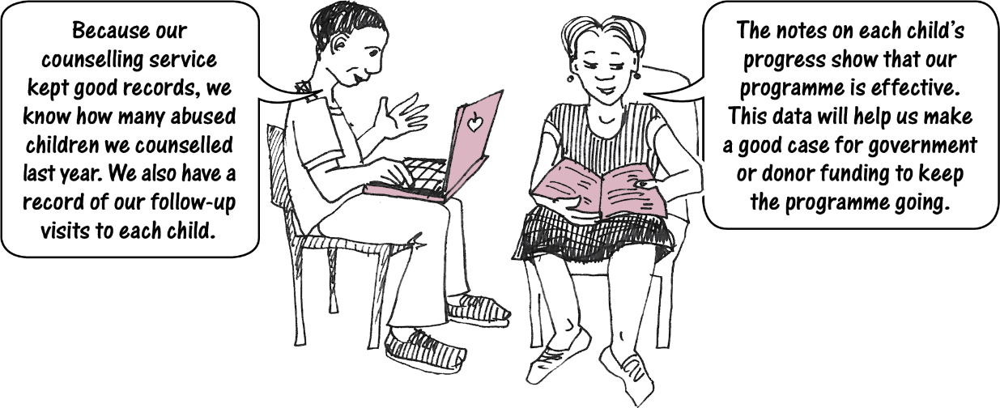 Because our
counselling service
kept good records, we
know how many abused
children we counselled
last year. We also have a
record of our follow-up
visits to each child.
The notes on each child's
progress show that our
programme is effective.
This data will help us make
a good case for government
or donor funding to keep
the programme going.